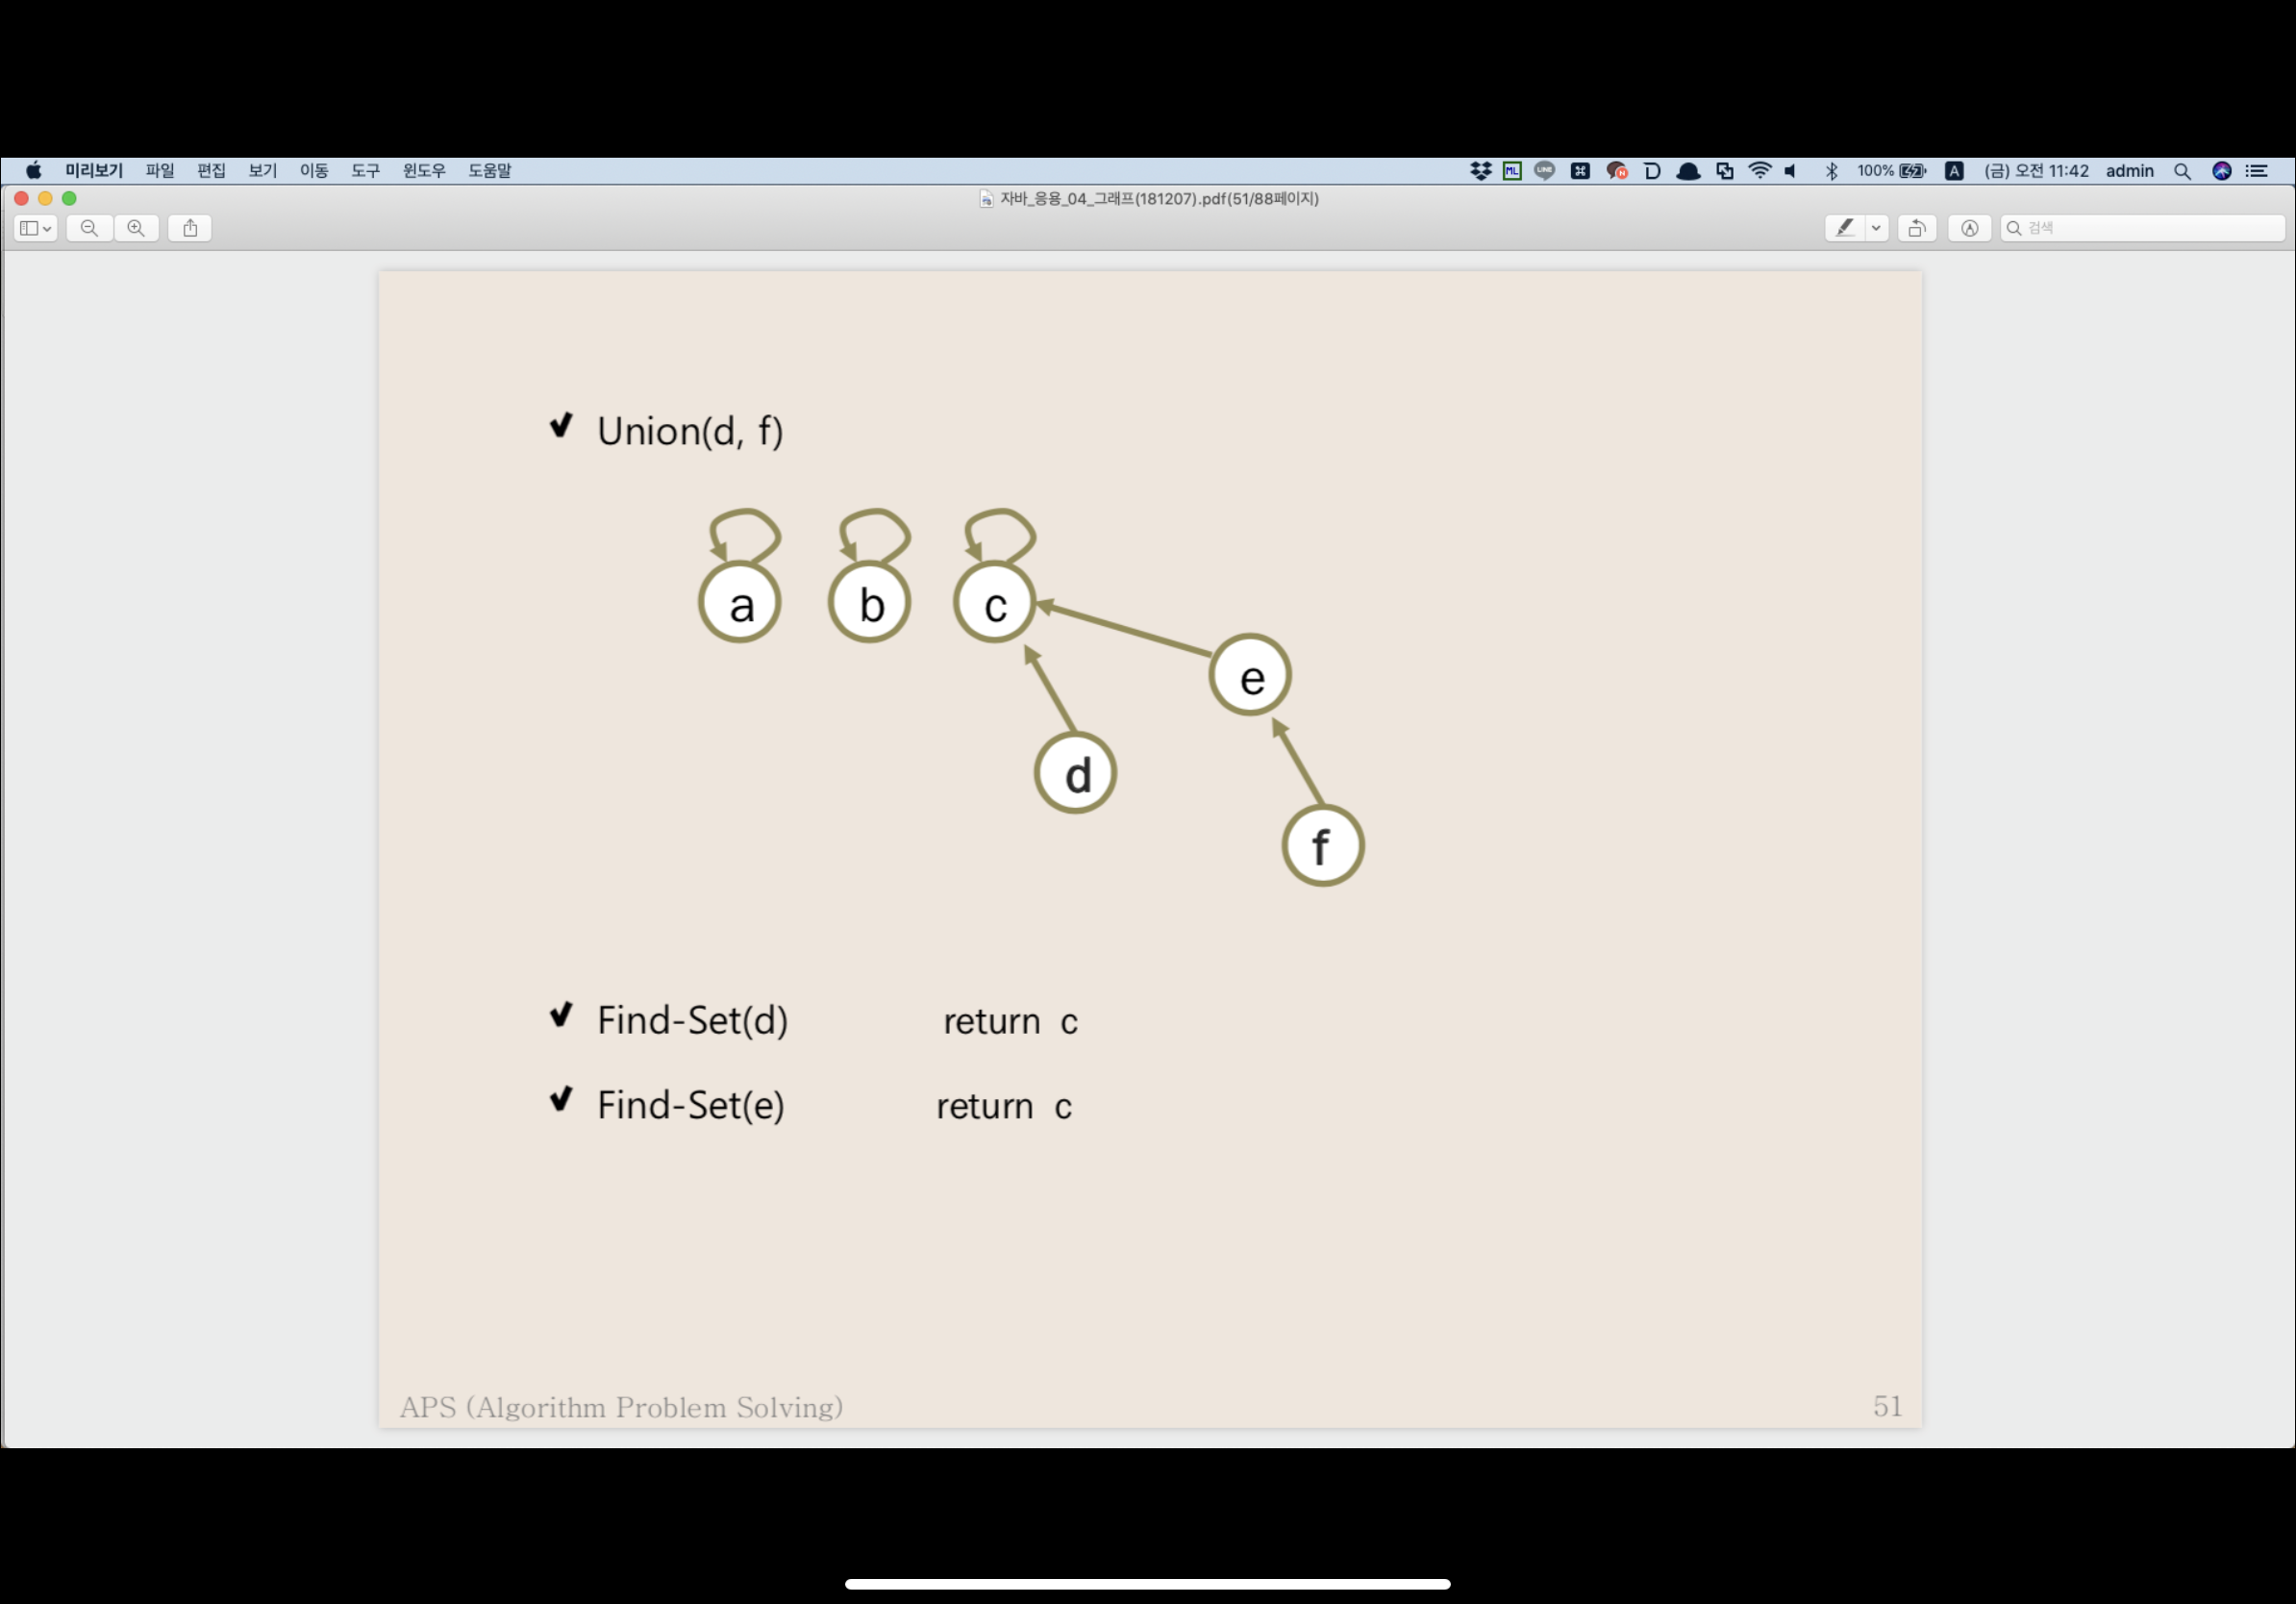 미리보기 파일 편집 보기 이동 도구 윈도우 도움말 ML LINE N D 100% A (금) 오전 11:42 admin
자바_응용_04_그래프(181207).pdf(51/88페이지)
검색
Union(d, f)
a b c
e
d
f
Find-Set(d) return c
Find-Set(e) return c
APS (Algorithm Problem Solving) 51